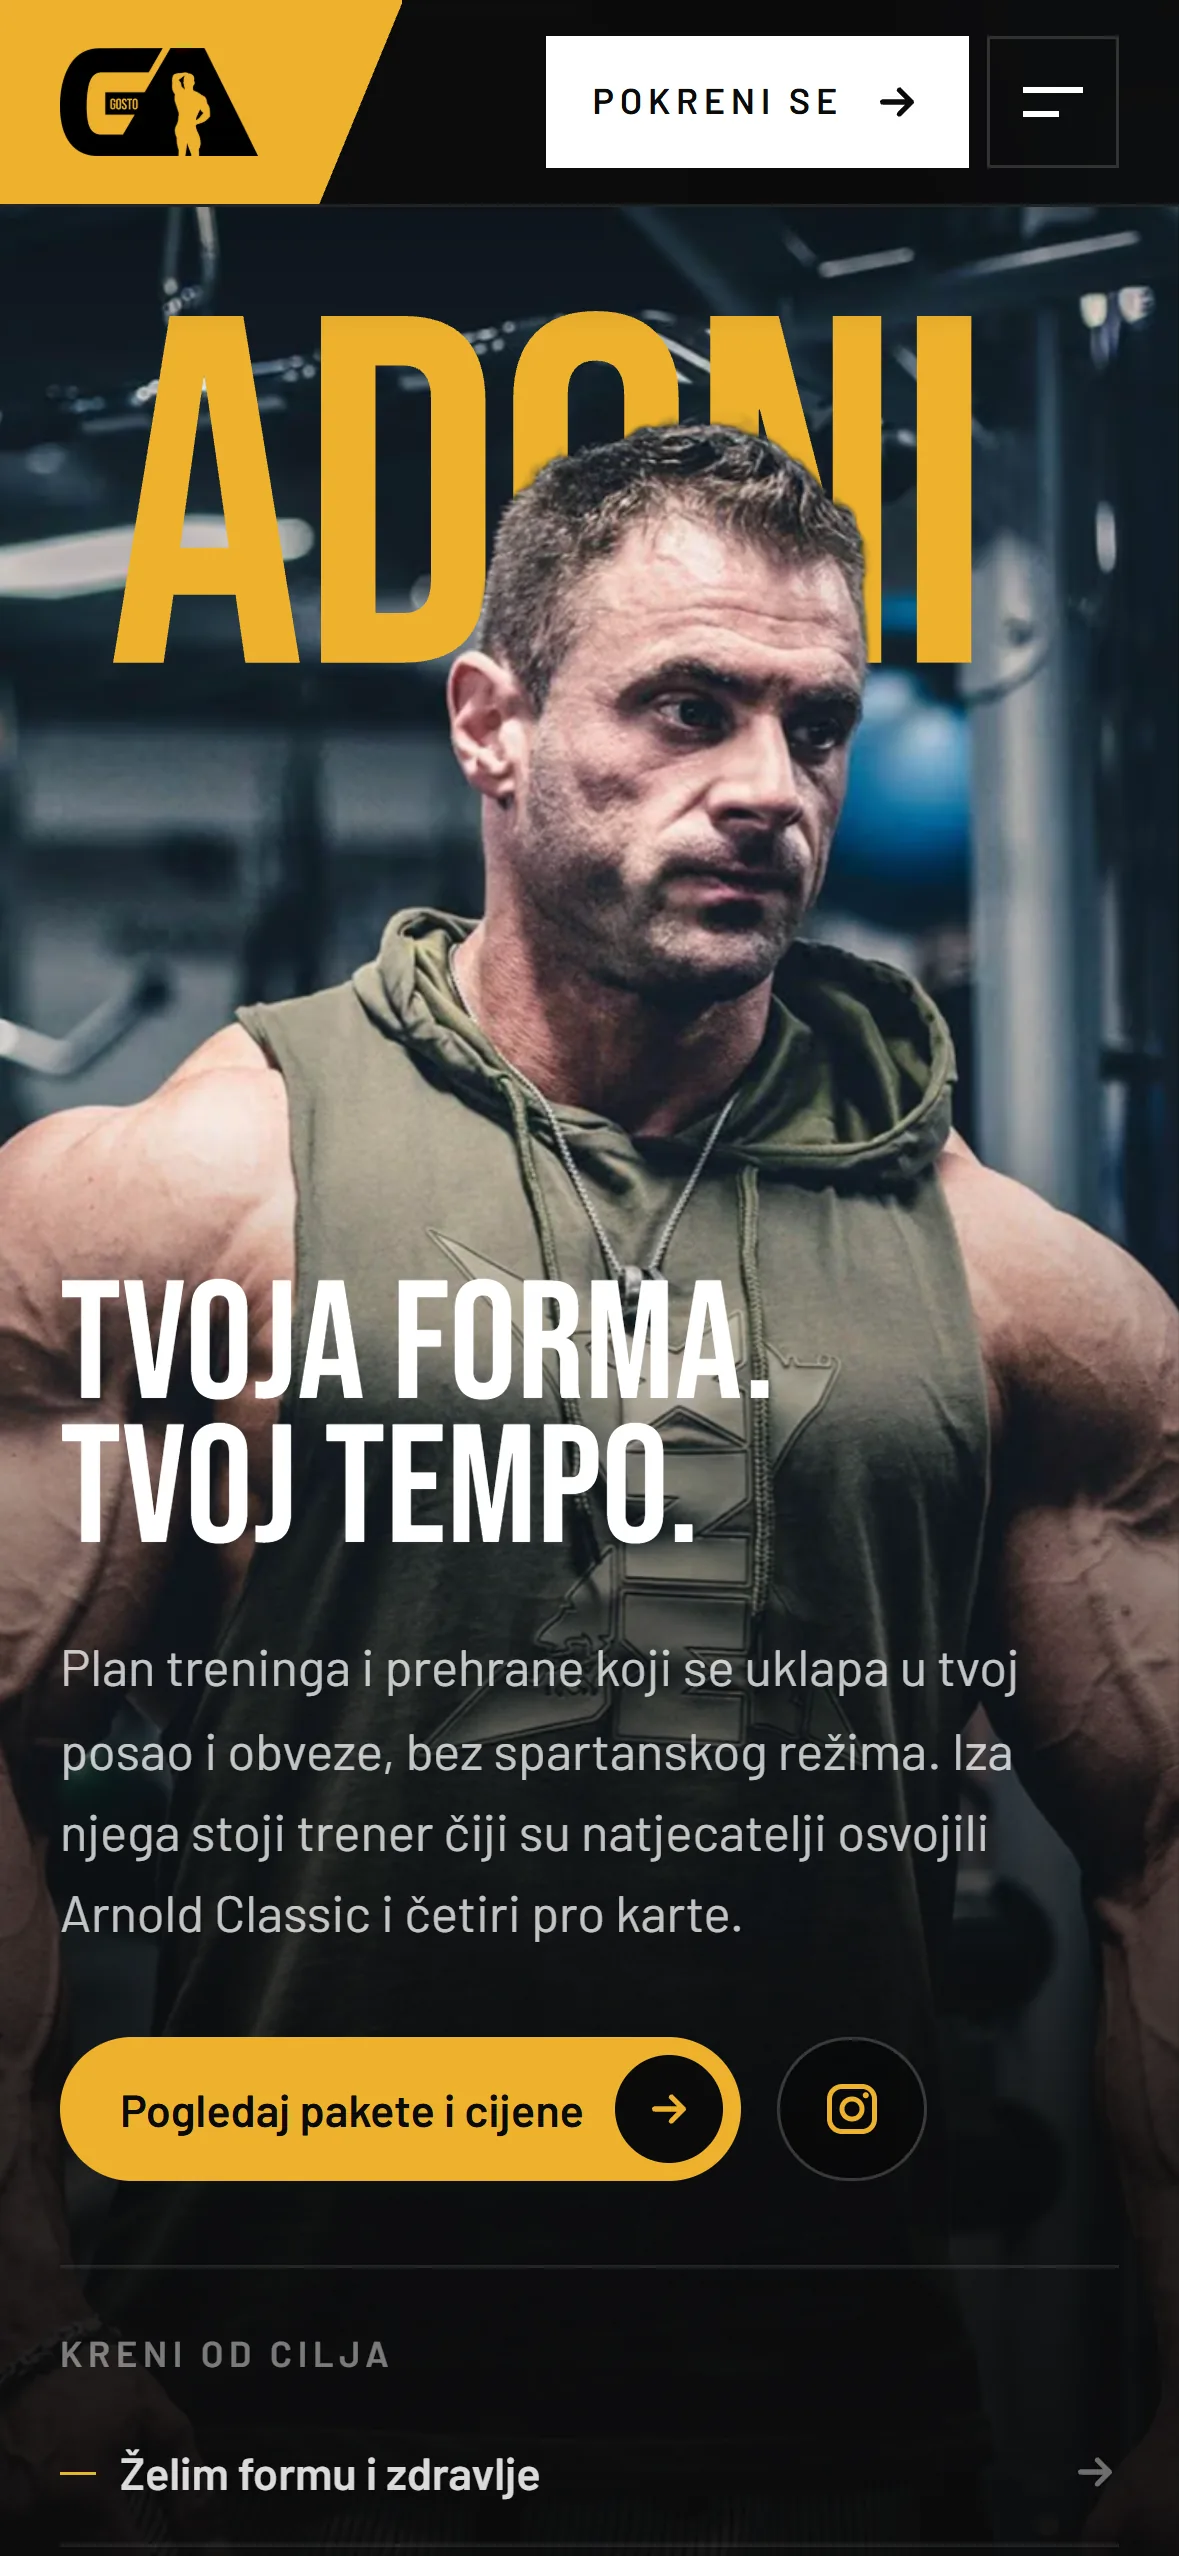 GOSTO
POKRENI SE
ADONI
TVOJA FORMA.
TVOJ TEMPO.
Plan treninga i prehrane koji se uklapa u tvoj
posao i obveze, bez spartanskog režima. Iza
njega stoji trener čiji su natjecatelji osvojili
Arnold Classic i četiri pro karte.
Pogledaj pakete i cijene
KRENI OD CILJA
Želim formu i zdravlje